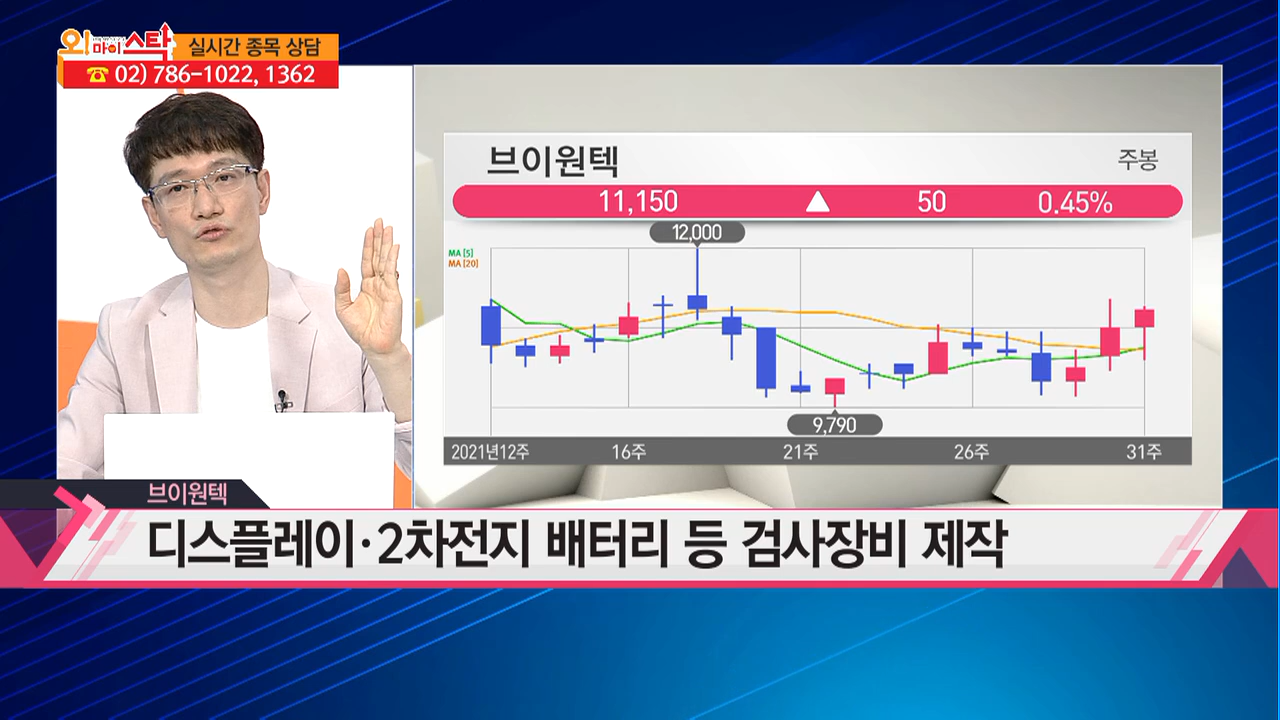 오! 마이 스탁
실시간 종목 상담
☎ 02) 786-1022, 1362
브이원텍
주봉
11,150 ▲ 50 0.45%
12,000
MA [5]
MA [20]
9,790
2021년12주 16주 21주 26주 31주
브이원텍
디스플레이·2차전지 배터리 등 검사장비 제작